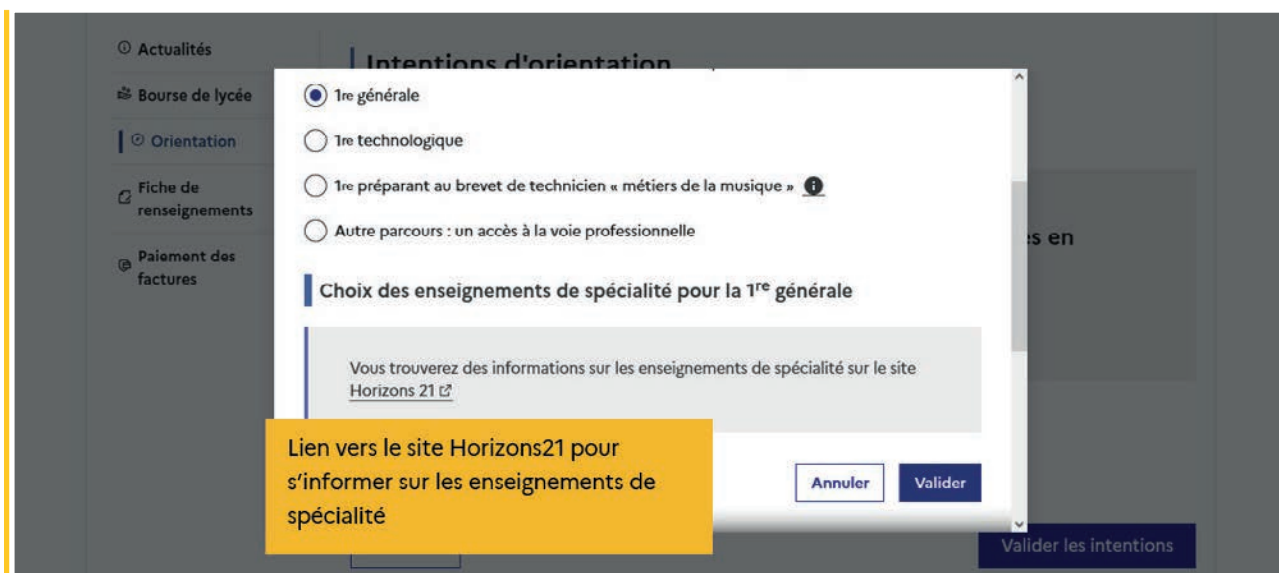 Actualités
Bourse de lycée
Orientation
Fiche de
renseignements
Paiement des
factures
Intentions d'orientation
1re générale
1re technologique
1re préparant au brevet de technicien « métiers de la musique »
Autre parcours : un accès à la voie professionnelle
Choix des enseignements de spécialité pour la 1re générale
Vous trouverez des informations sur les enseignements de spécialité sur le site
Horizons 21
Lien vers le site Horizons21 pour
s'informer sur les enseignements de
spécialité
Annuler
Valider
en
Valider les intentions